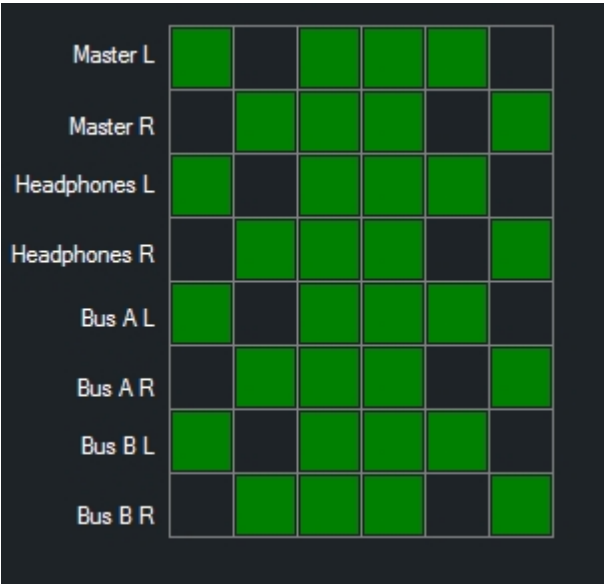 Master L
Master R
Headphones L
Headphones R
Bus A L
Bus A R
Bus B L
Bus B R